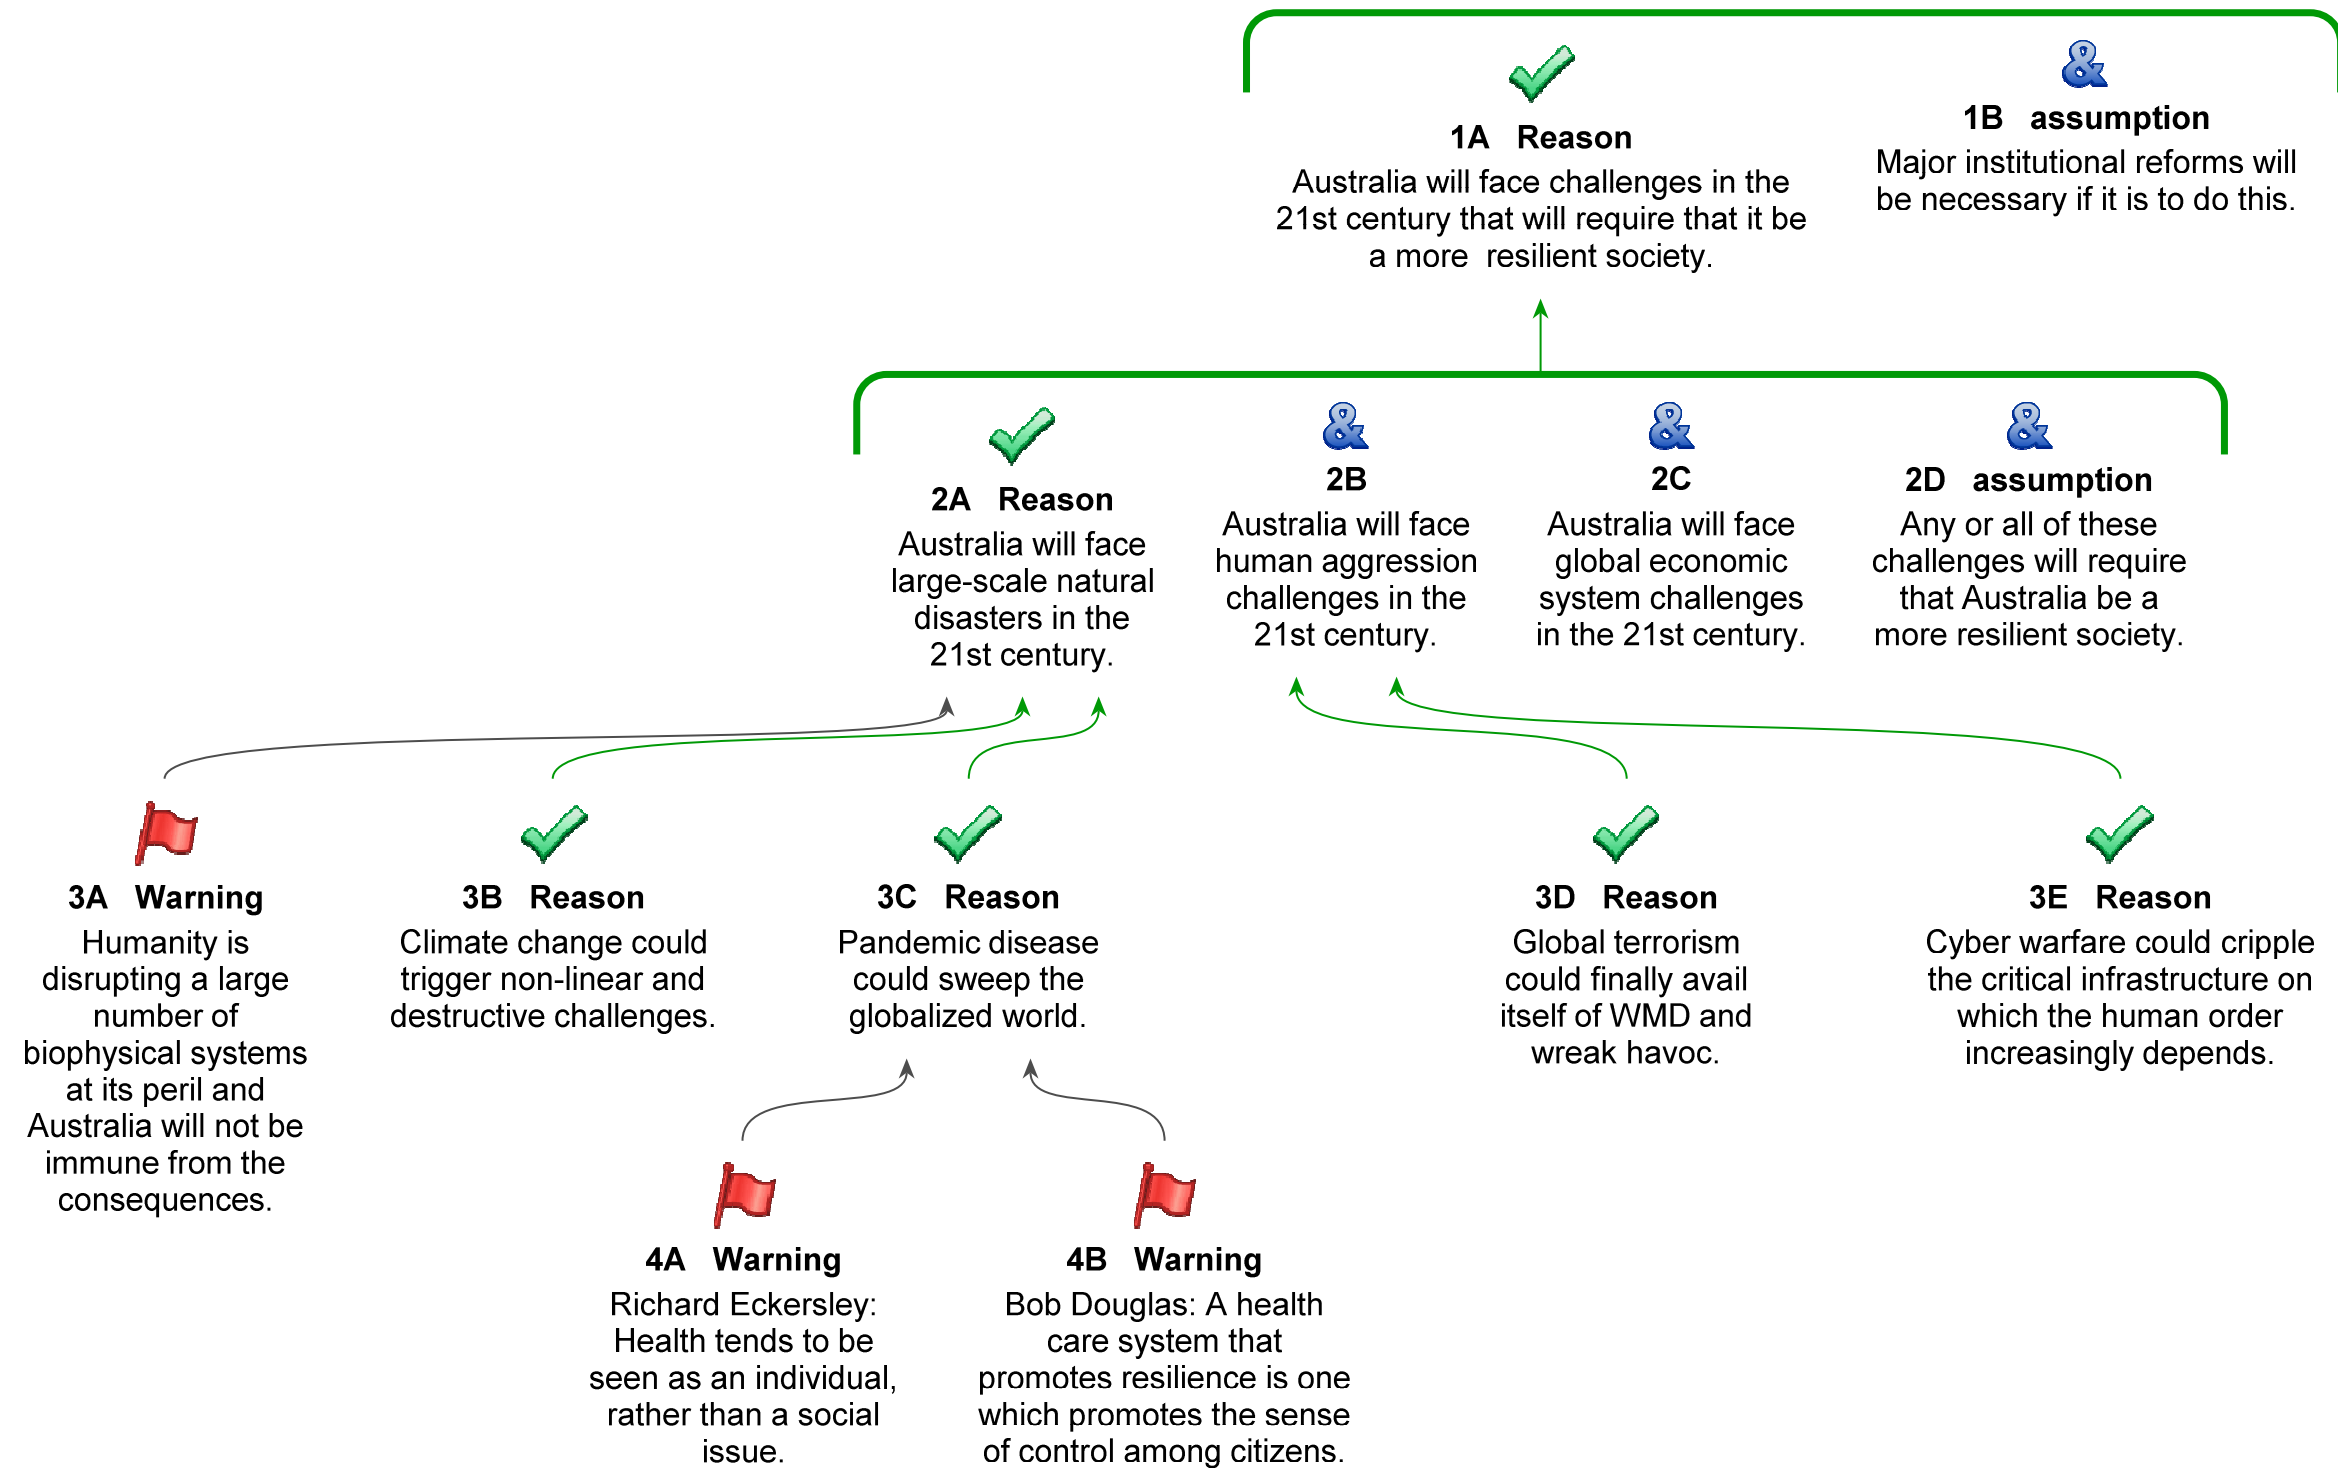 &
1A Reason
Australia will face challenges in the
21st century that will require that it be
a more resilient society.
1B assumption
Major institutional reforms will
be necessary if it is to do this.
&
&
&
2A Reason
Australia will face
large-scale natural
disasters in the
21st century.
2B
Australia will face
human aggression
challenges in the
21st century.
2C
Australia will face
global economic
system challenges
in the 21st century.
2D assumption
Any or all of these
challenges will require
that Australia be a
more resilient society.
3A Warning
Humanity is
disrupting a large
number of
biophysical systems
at its peril and
Australia will not be
immune from the
consequences.
3B Reason
Climate change could
trigger non-linear and
destructive challenges.
3C Reason
Pandemic disease
could sweep the
globalized world.
3D Reason
Global terrorism
could finally avail
itself of WMD and
wreak havoc.
3E Reason
Cyber warfare could cripple
the critical infrastructure on
which the human order
increasingly depends.
4A Warning
Richard Eckersley:
Health tends to be
seen as an individual,
rather than a social
issue.
4B Warning
Bob Douglas: A health
care system that
promotes resilience is one
which promotes the sense
of control among citizens.